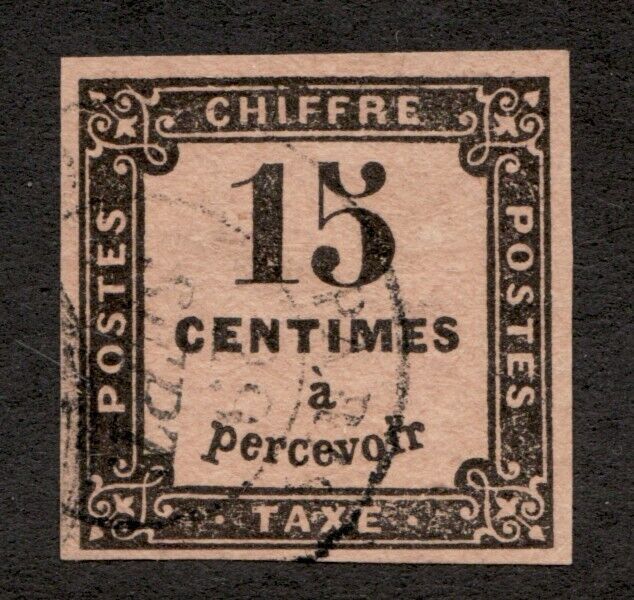 CHIFFRE
POSTES
15
CENTIMES
à
percevoir
POSTES
· TAXE ·